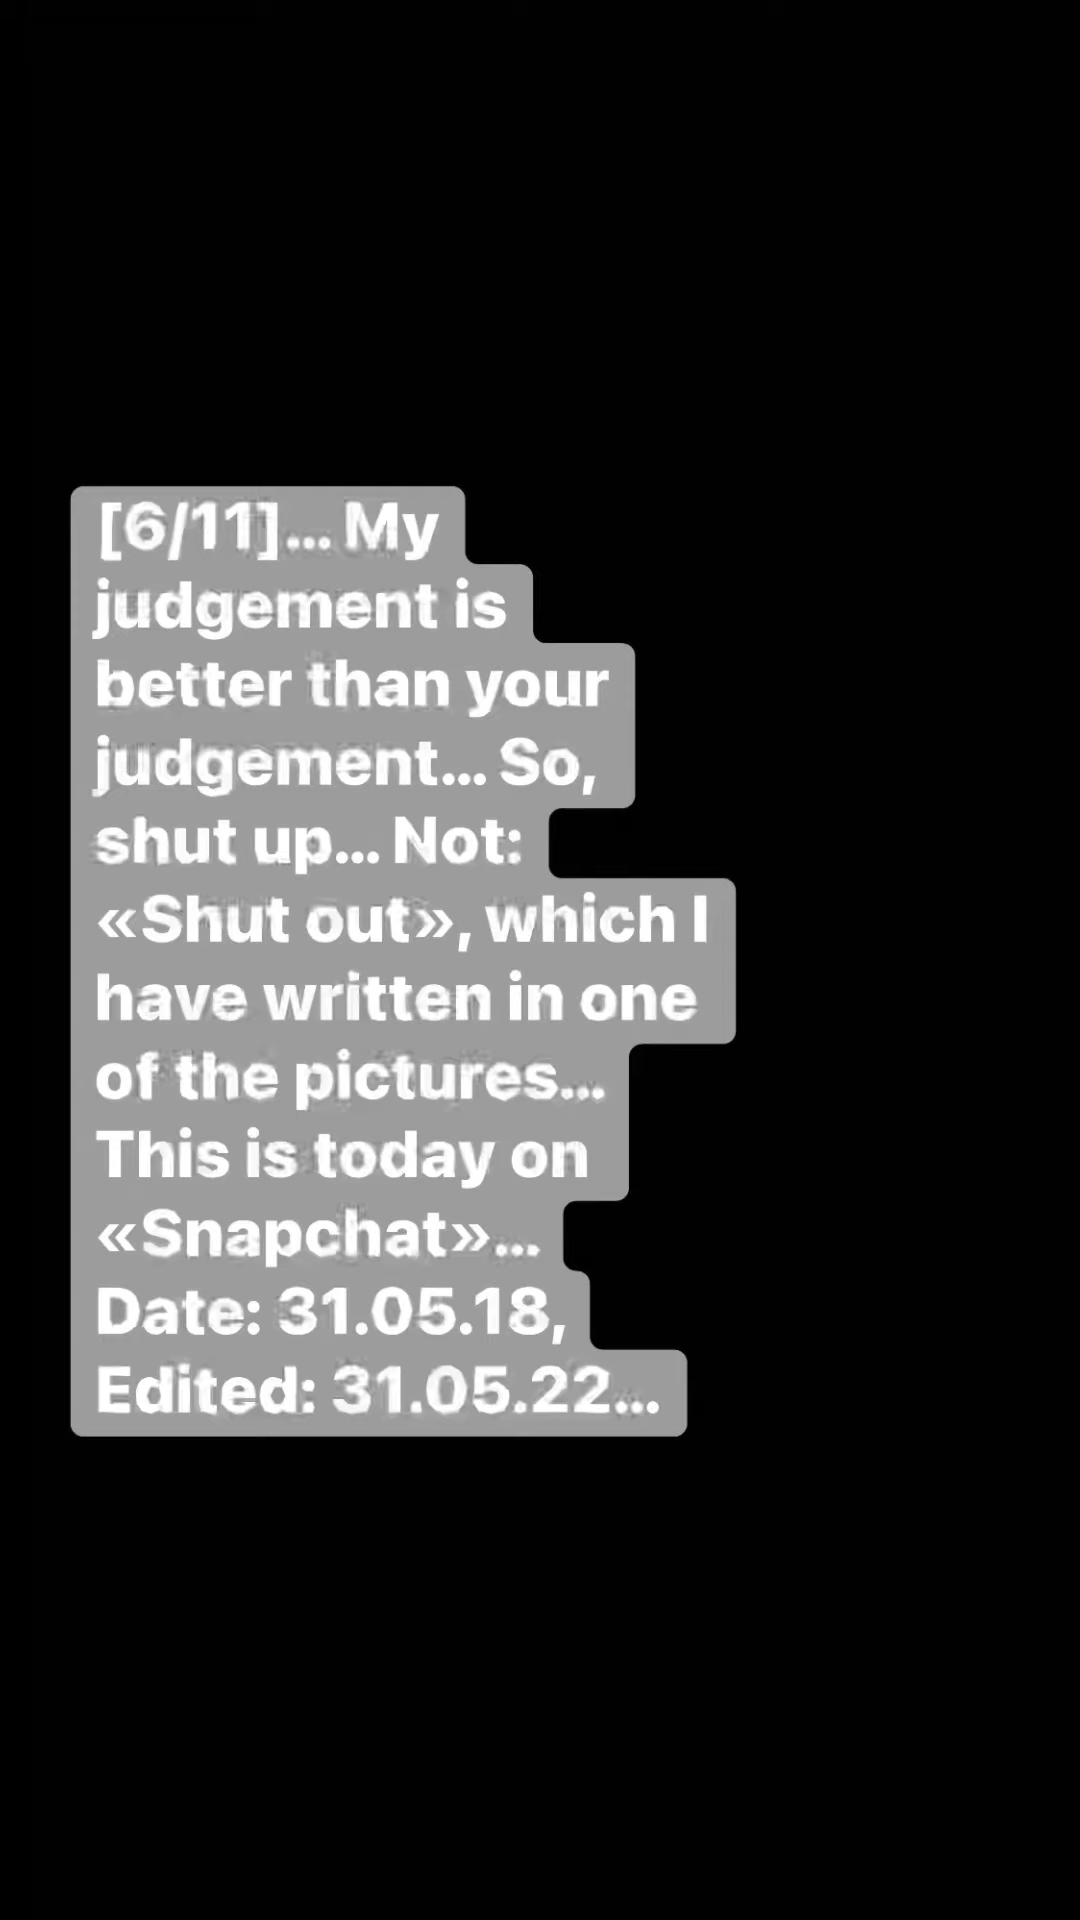 [6/11]... My
judgement is
better than your
judgement... So,
shut up... Not:
«Shut out», which I
have written in one
of the pictures...
This is today on
«Snapchat»...
Date: 31.05.18,
Edited: 31.05.22...